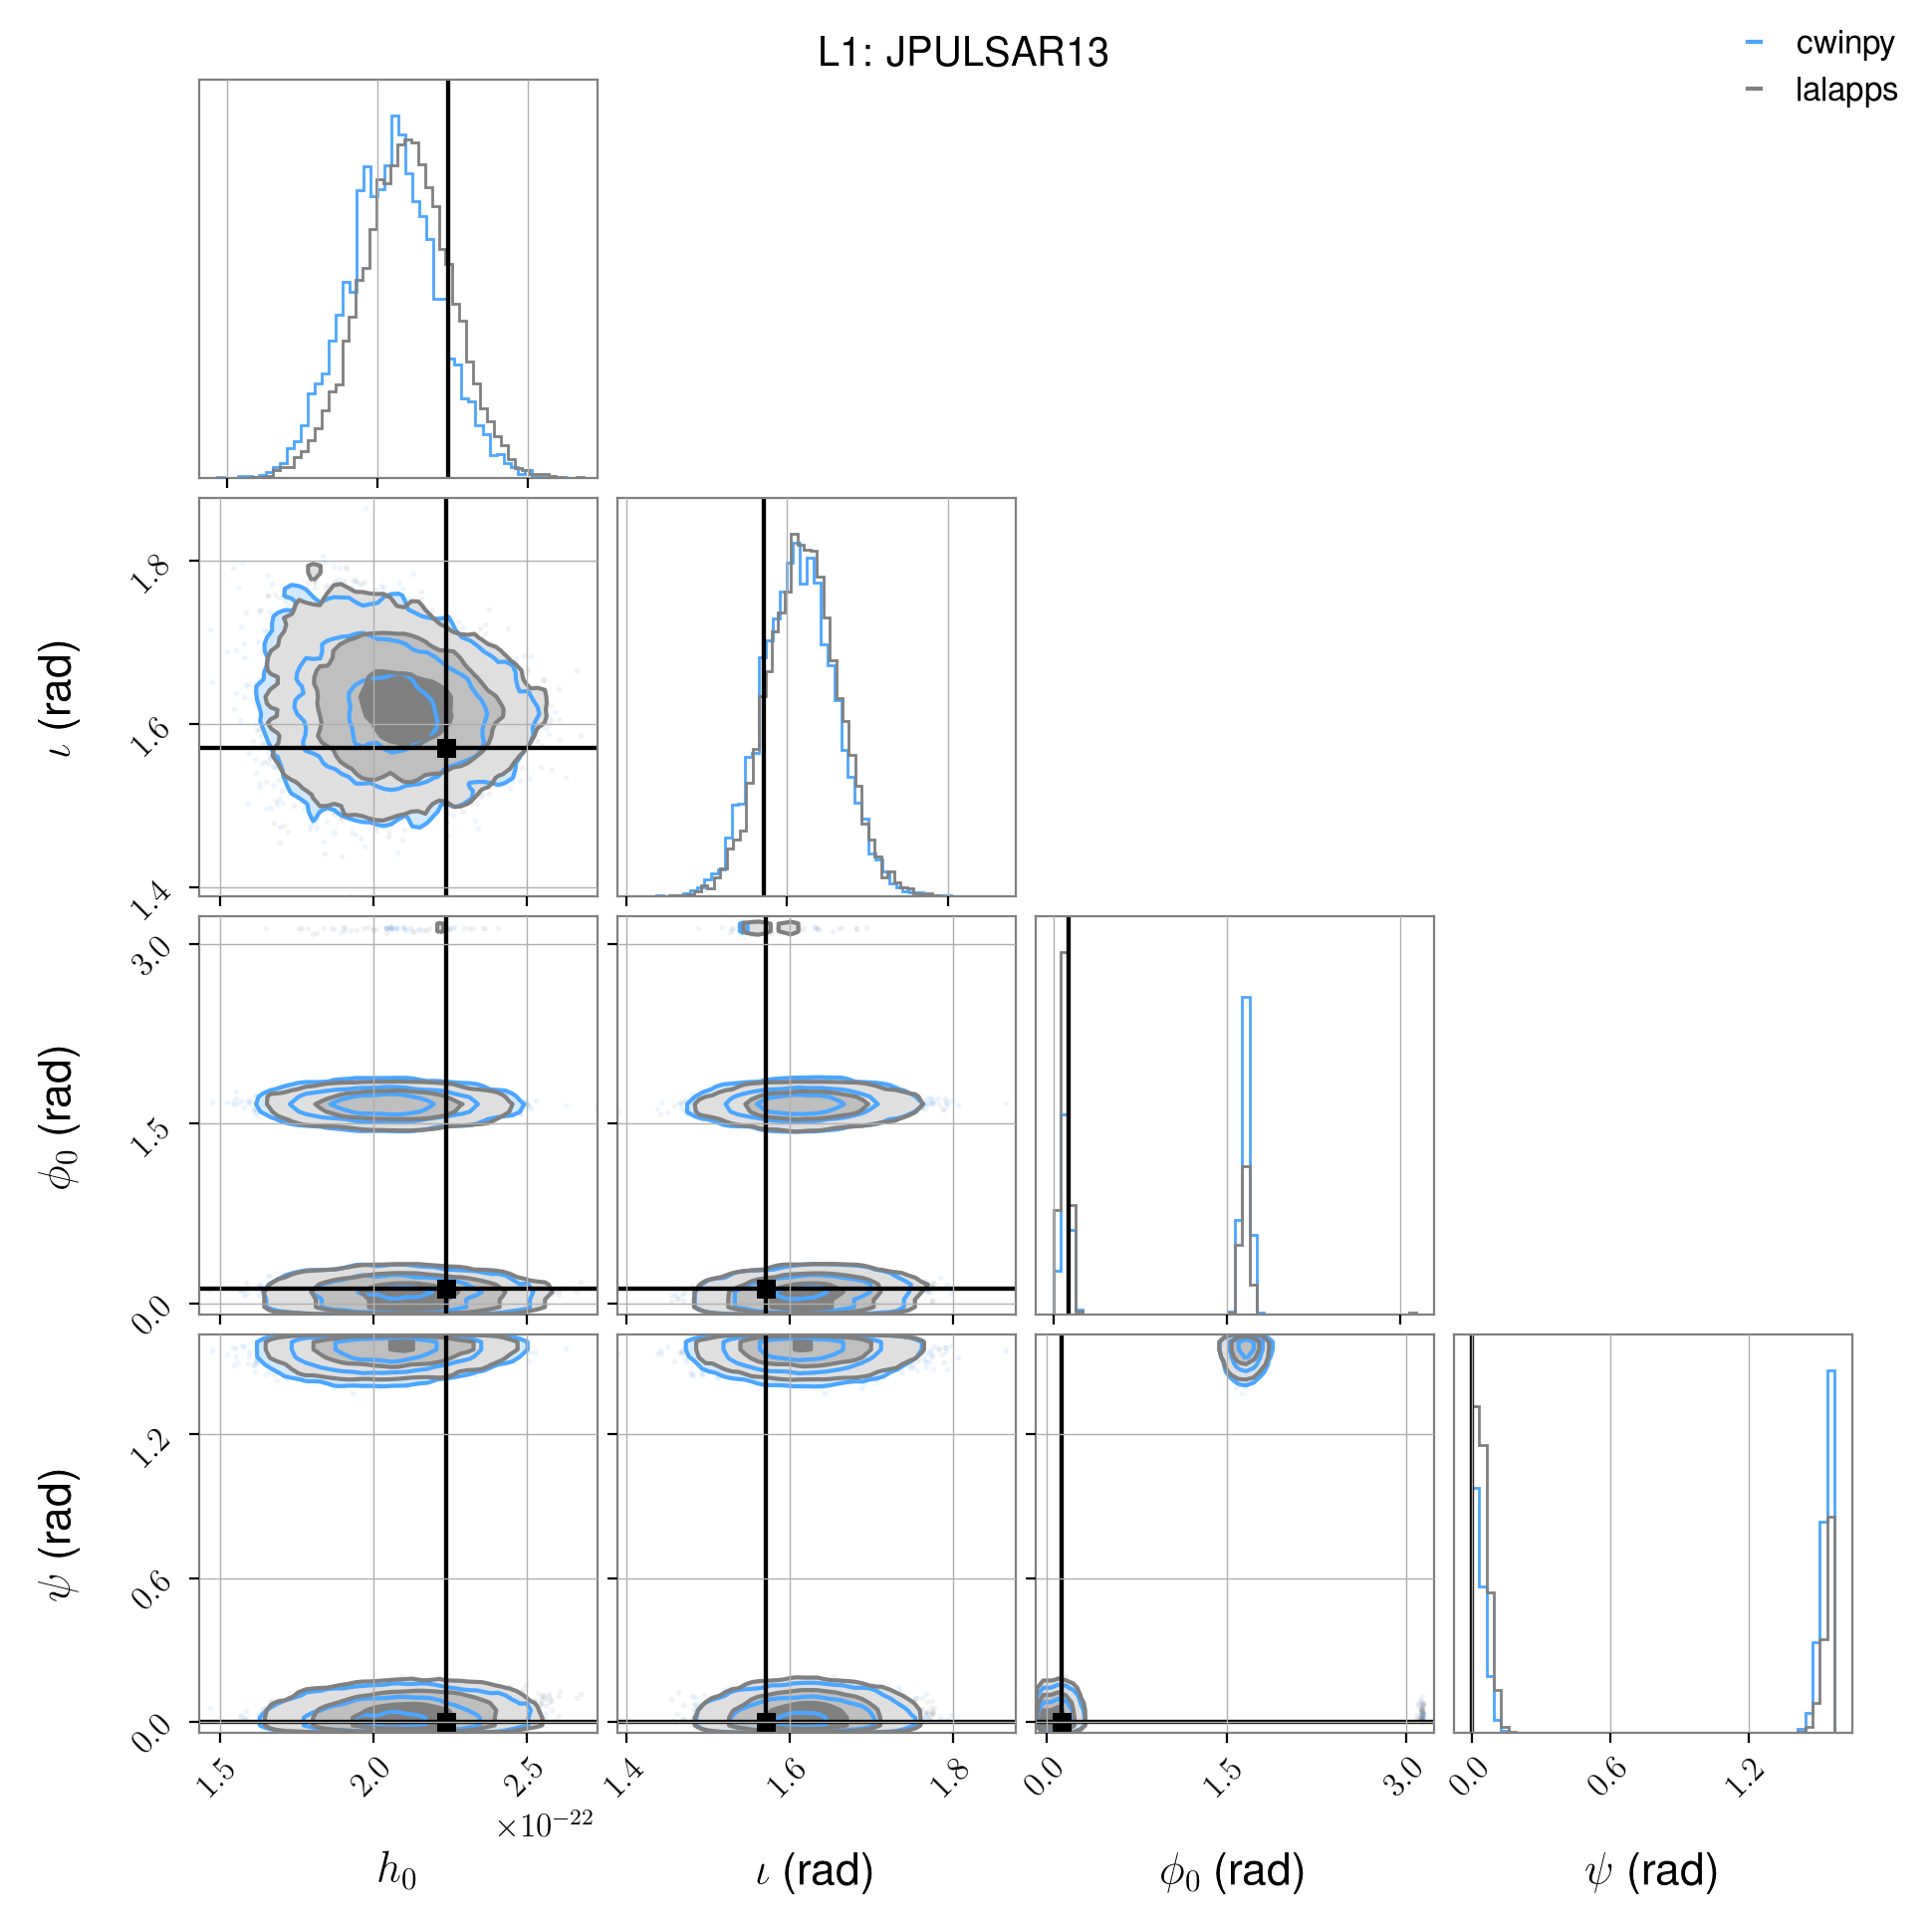 L1: JPULSAR13
cwinpy
lalapps
ι (rad)
1.8
1.6
1.4
ϕ₀ (rad)
3.0
1.5
0.0
ψ (rad)
1.2
0.6
0.0
1.5 2.0 2.5 1.4 1.6 1.8 0.0 1.5 3.0 0.0 0.6 1.2
×10⁻²²
h₀ ι (rad) ϕ₀ (rad) ψ (rad)